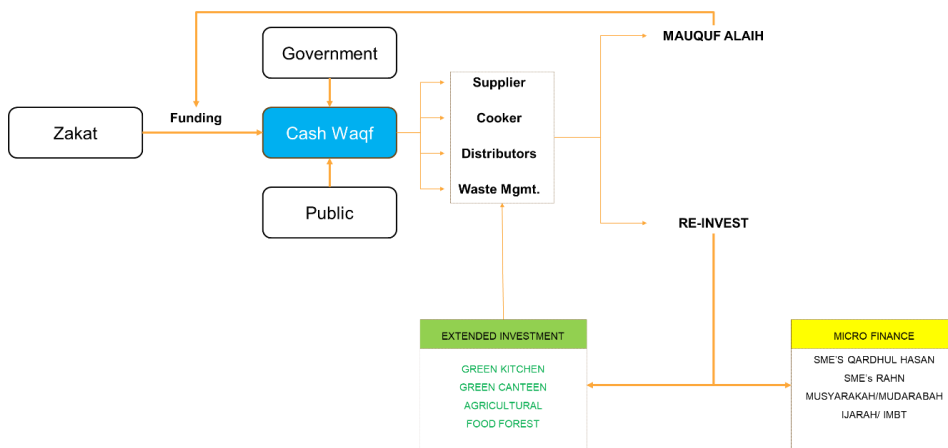 MAUQUF ALAIH
Government
Supplier
Funding
Cooker
Zakat
Cash Waqf
Distributors
Waste Mgmt.
Public
RE-INVEST
EXTENDED INVESTMENT
GREEN KITCHEN
GREEN CANTEEN
AGRICULTURAL
FOOD FOREST
MICRO FINANCE
SME'S QARDHUL HASAN
SME's RAHN
MUSYARAKAH/MUDARABAH
IJARAH/ IMBT